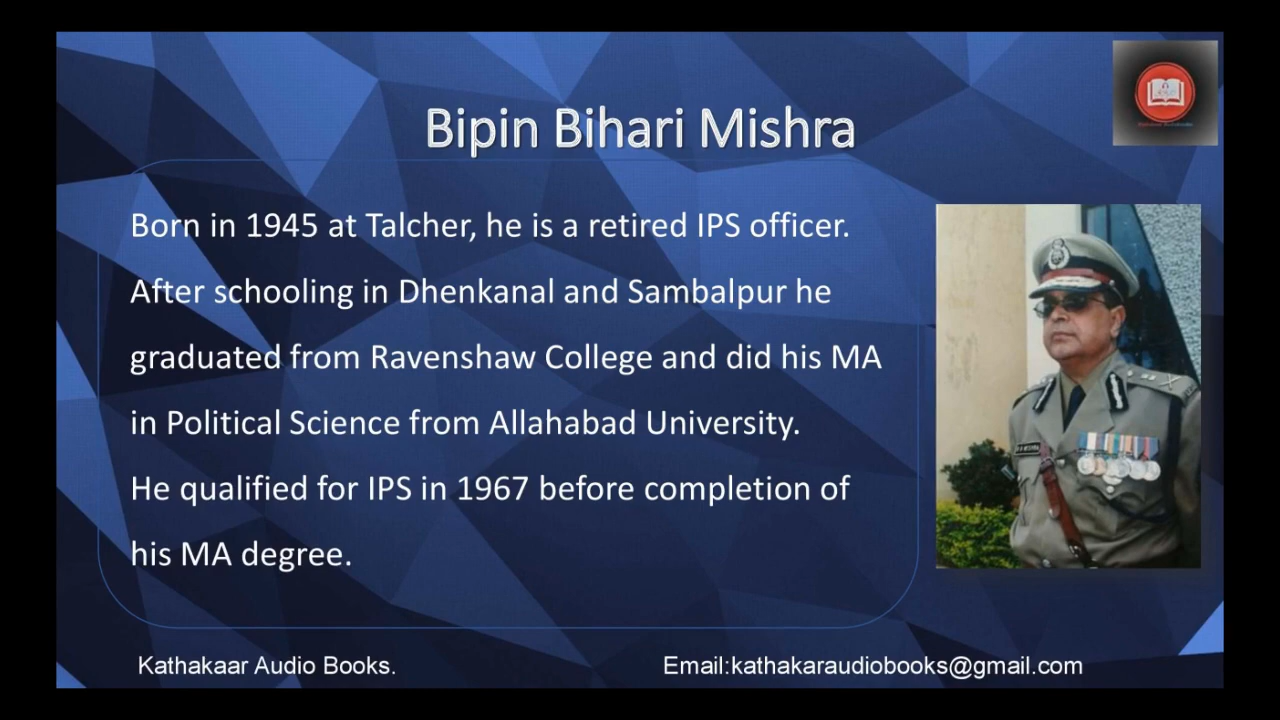 Bipin Bihari Mishra
Born in 1945 at Talcher, he is a retired IPS officer.
After schooling in Dhenkanal and Sambalpur he
graduated from Ravenshaw College and did his MA
in Political Science from Allahabad University.
He qualified for IPS in 1967 before completion of
his MA degree.
Kathakaar Audio Books.
Email:kathakaraudiobooks@gmail.com